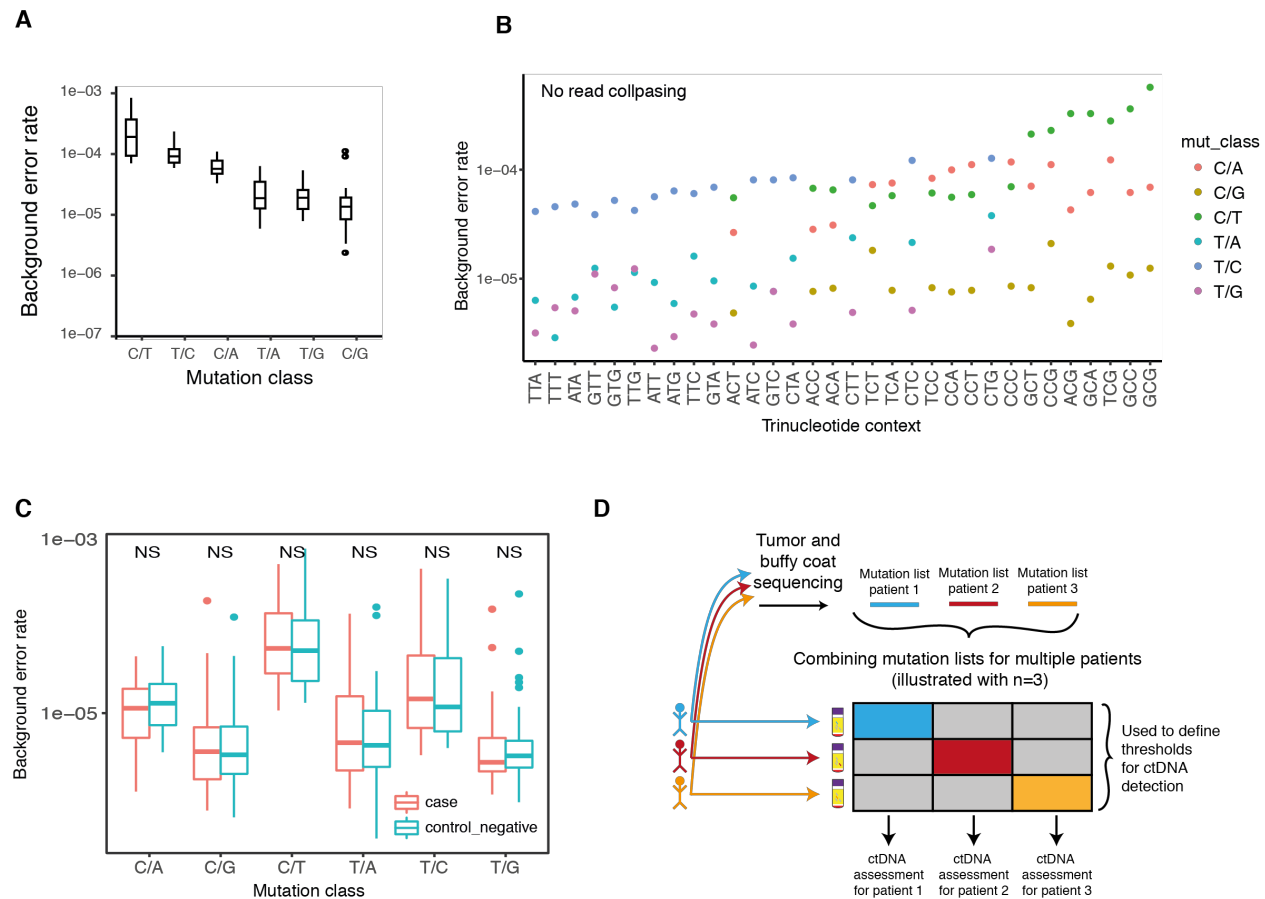 A
Background error rate
1e−03
1e−04
1e−05
1e−06
1e−07
C/T T/C C/A T/A T/G C/G
Mutation class
B
No read collpasing
Background error rate
1e−04
1e−05
TTA TTT ATA GTT GTG TTG ATT ATG TTC GTA ACT ATC GTC CTA ACC ACA CTT TCT TCA CTC TCC CCA CCT CTG CCC GCT CCG ACG GCA TCG GCC GCG
Trinucleotide context
mut_class
C/A
C/G
C/T
T/A
T/C
T/G
C
Background error rate
1e−03
1e−05
NS NS NS NS NS NS
case
control_negative
C/A C/G C/T T/A T/C T/G
Mutation class
D
Tumor and
buffy coat
sequencing
Mutation list
patient 1
Mutation list
patient 2
Mutation list
patient 3
Combining mutation lists for multiple patients
(illustrated with n=3)
Used to define
thresholds
for ctDNA
detection
ctDNA
assessment
for patient 1
ctDNA
assessment
for patient 2
ctDNA
assessment
for patient 3